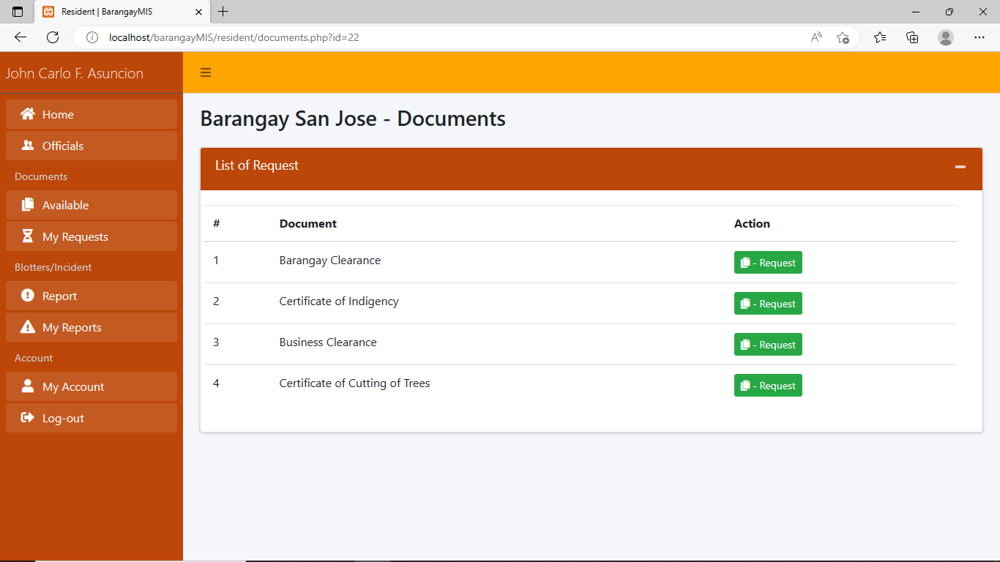 Resident | BarangayMIS
localhost/barangayMIS/resident/documents.php?id=22
John Carlo F. Asuncion
Home
Officials
Documents
Available
My Requests
Blotters/Incident
Report
My Reports
Account
My Account
Log-out
Barangay San Jose - Documents
List of Request
# Document Action
1 Barangay Clearance - Request
2 Certificate of Indigency - Request
3 Business Clearance - Request
4 Certificate of Cutting of Trees - Request